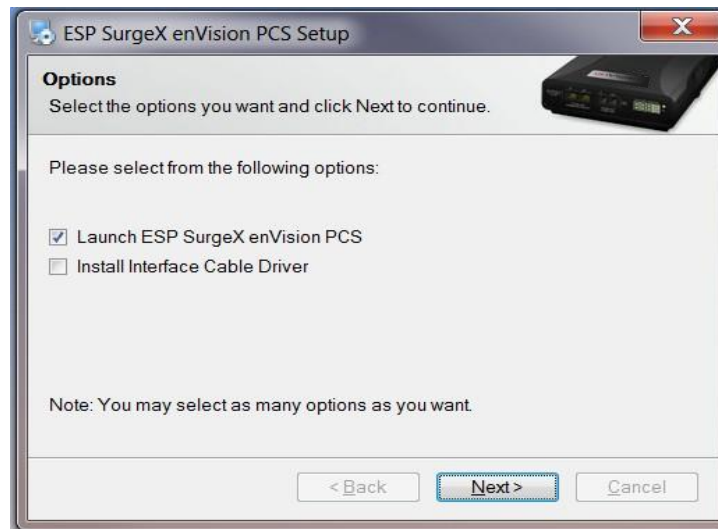 ESP SurgeX enVision PCS Setup
Options
Select the options you want and click Next to continue.
Please select from the following options:
Launch ESP SurgeX enVision PCS
Install Interface Cable Driver
Note: You may select as many options as you want.
< Back Next > Cancel